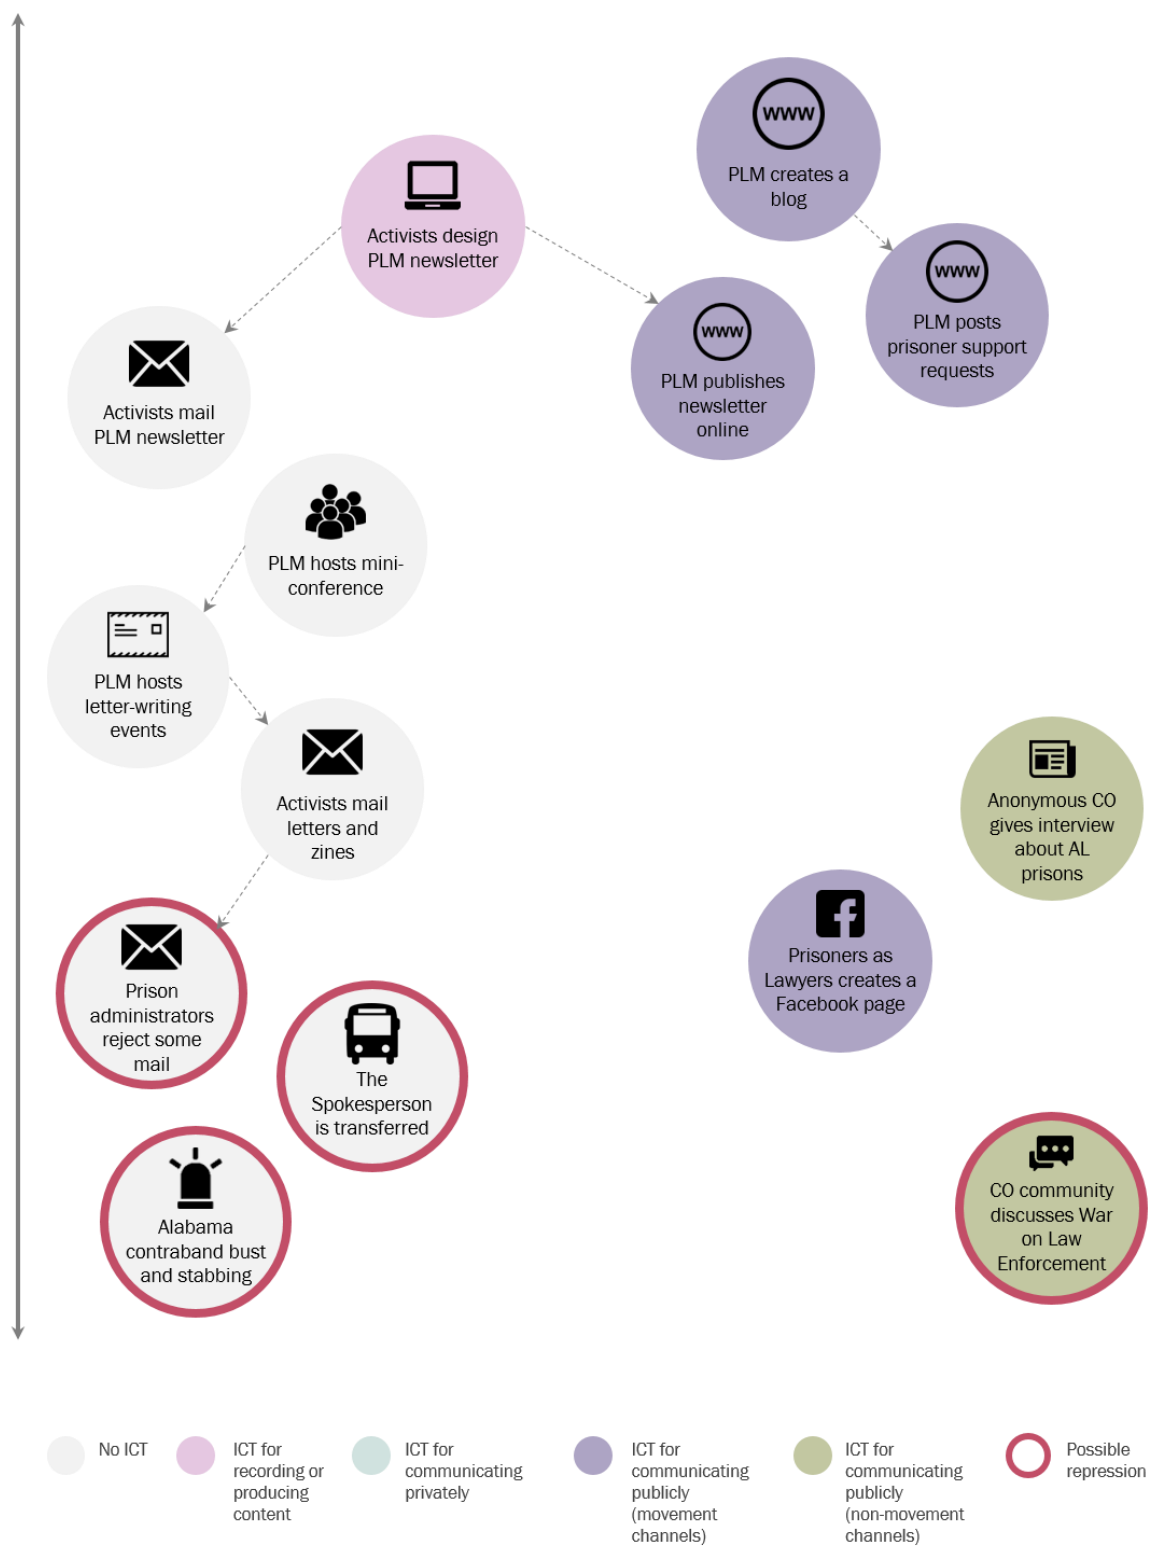 WWW
PLM creates a
blog
Activists design
PLM newsletter
WWW
PLM posts
prisoner support
requests
WWW
PLM publishes
newsletter
online
Activists mail
PLM newsletter
PLM hosts mini-
conference
PLM hosts
letter-writing
events
Activists mail
letters and
zines
Anonymous CO
gives interview
about AL
prisons
Prisoners as
Lawyers creates a
Facebook page
Prison
administrators
reject some
mail
The
Spokesperson
is transferred
Alabama
contraband bust
and stabbing
CO community
discusses War
on Law
Enforcement
No ICT
ICT for
recording or
producing
content
ICT for
communicating
privately
ICT for
communicating
publicly
(movement
channels)
ICT for
communicating
publicly
(non-movement
channels)
Possible
repression